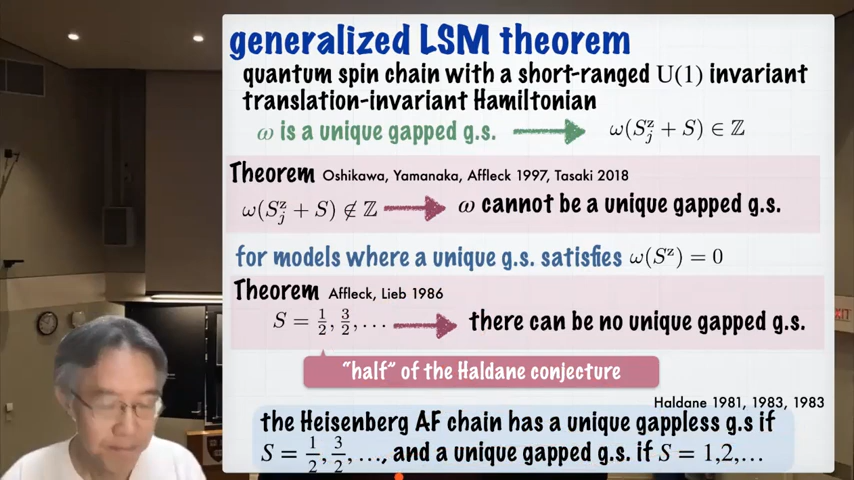 generalized LSM theorem
quantum spin chain with a short-ranged U(1) invariant
translation-invariant Hamiltonian
ω is a unique gapped g.s. → ω(S_j^z + S) ∈ ℤ
Theorem Oshikawa, Yamanaka, Affleck 1997, Tasaki 2018
ω(S_j^z + S) ∉ ℤ → ω cannot be a unique gapped g.s.
for models where a unique g.s. satisfies ω(S^z) = 0
Theorem Affleck, Lieb 1986
S = 1/2, 3/2, ... → there can be no unique gapped g.s.
"half" of the Haldane conjecture
Haldane 1981, 1983, 1983
the Heisenberg AF chain has a unique gapless g.s if
S = 1/2, 3/2, ..., and a unique gapped g.s. if S = 1,2,...